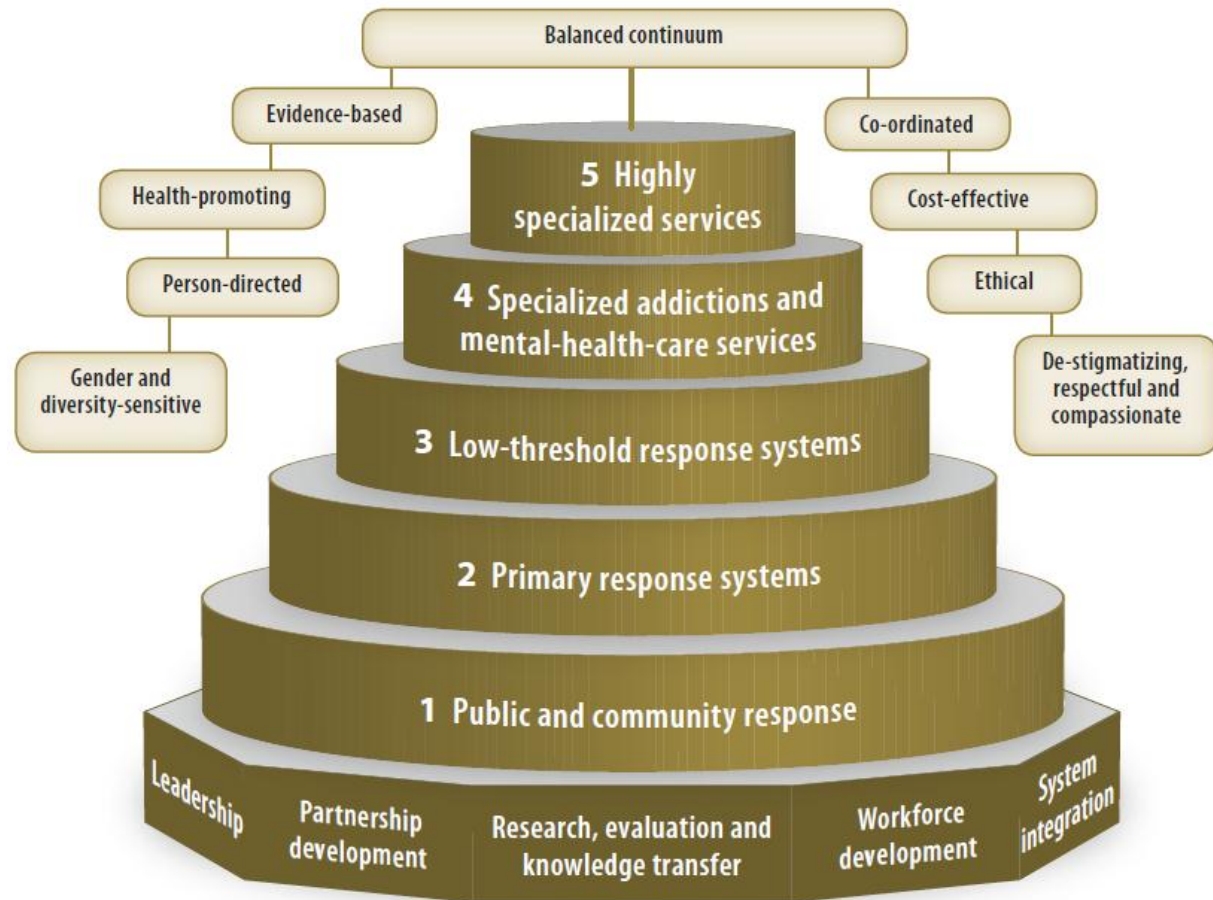 Balanced continuum
Evidence-based
Co-ordinated
Health-promoting
Cost-effective
Person-directed
Ethical
Gender and
diversity-sensitive
De-stigmatizing,
respectful and
compassionate
5 Highly
specialized services
4 Specialized addictions and
mental-health-care services
3 Low-threshold response systems
2 Primary response systems
1 Public and community response
Leadership
Partnership
development
Research, evaluation and
knowledge transfer
Workforce
development
System
integration